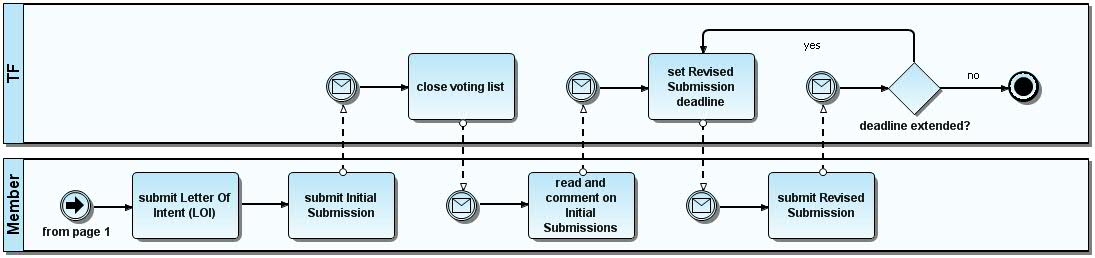 TF
close voting list
set Revised
Submission
deadline
yes
no
deadline extended?
Member
from page 1
submit Letter Of
Intent (LOI)
submit Initial
Submission
read and
comment on
Initial
Submissions
submit Revised
Submission